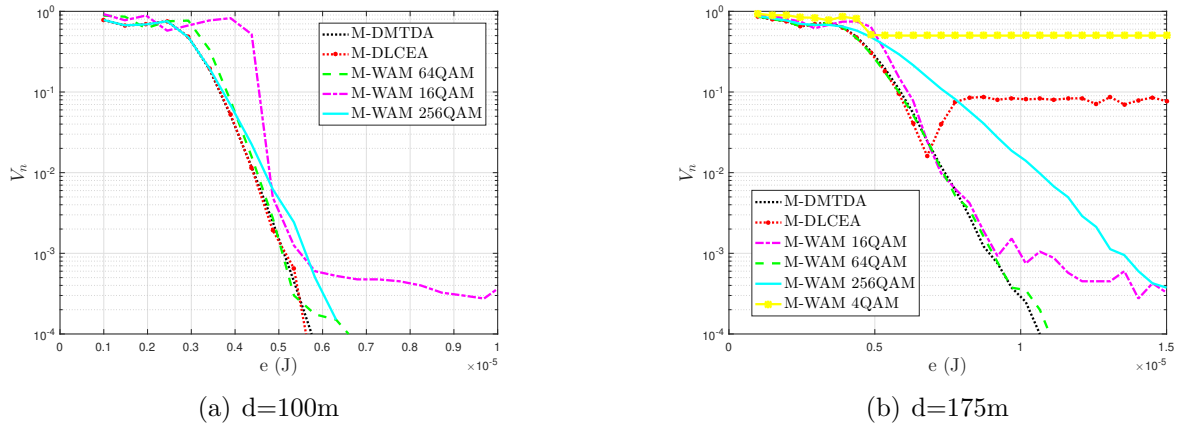 10^0
10^-1
10^-2
10^-3
10^-4
V_n
0 0.1 0.2 0.3 0.4 0.5 0.6 0.7 0.8 0.9 1
e (J)
×10^-5
M-DMTDA
M-DLCEA
M-WAM 64QAM
M-WAM 16QAM
M-WAM 256QAM
(a) d=100m
10^0
10^-1
10^-2
10^-3
10^-4
V_n
0 0.5 1 1.5
e (J)
×10^-5
M-DMTDA
M-DLCEA
M-WAM 16QAM
M-WAM 64QAM
M-WAM 256QAM
M-WAM 4QAM
(b) d=175m